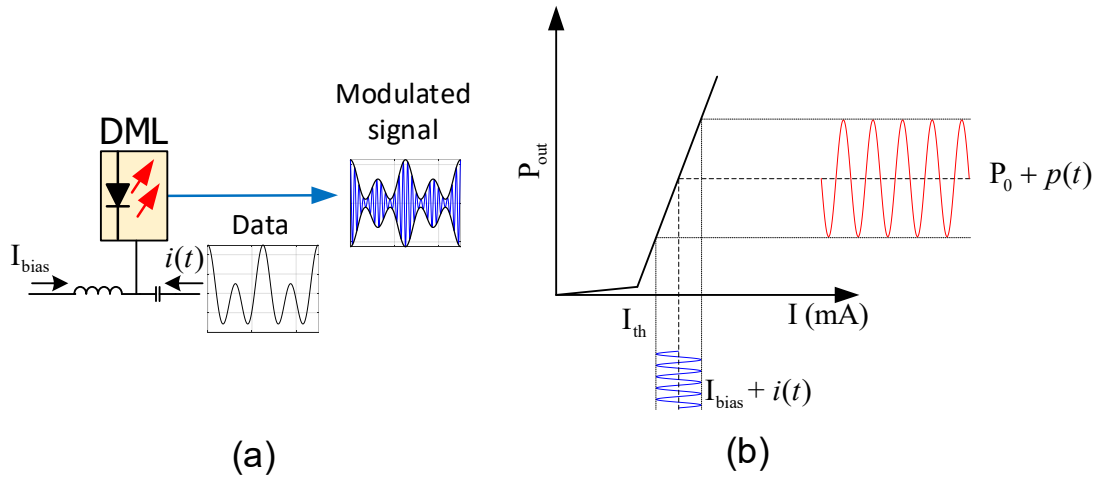 DML
Modulated
signal
Data
I_bias
i(t)
(a)
P_out
P_0 + p(t)
I_th
I (mA)
I_bias + i(t)
(b)